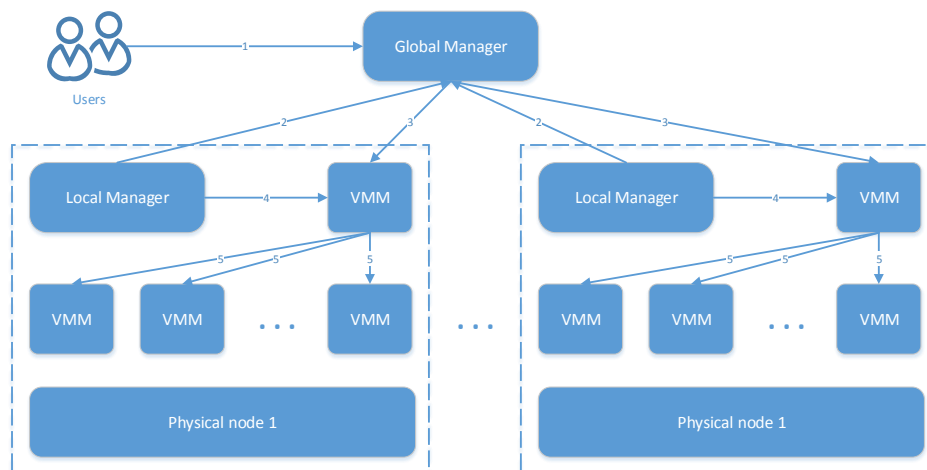 Users
1
Global Manager
2
3
2
3
Local Manager
4
VMM
Local Manager
4
VMM
5
5
5
5
5
5
VMM
VMM
. . .
VMM
. . .
VMM
VMM
. . .
VMM
Physical node 1
Physical node 1